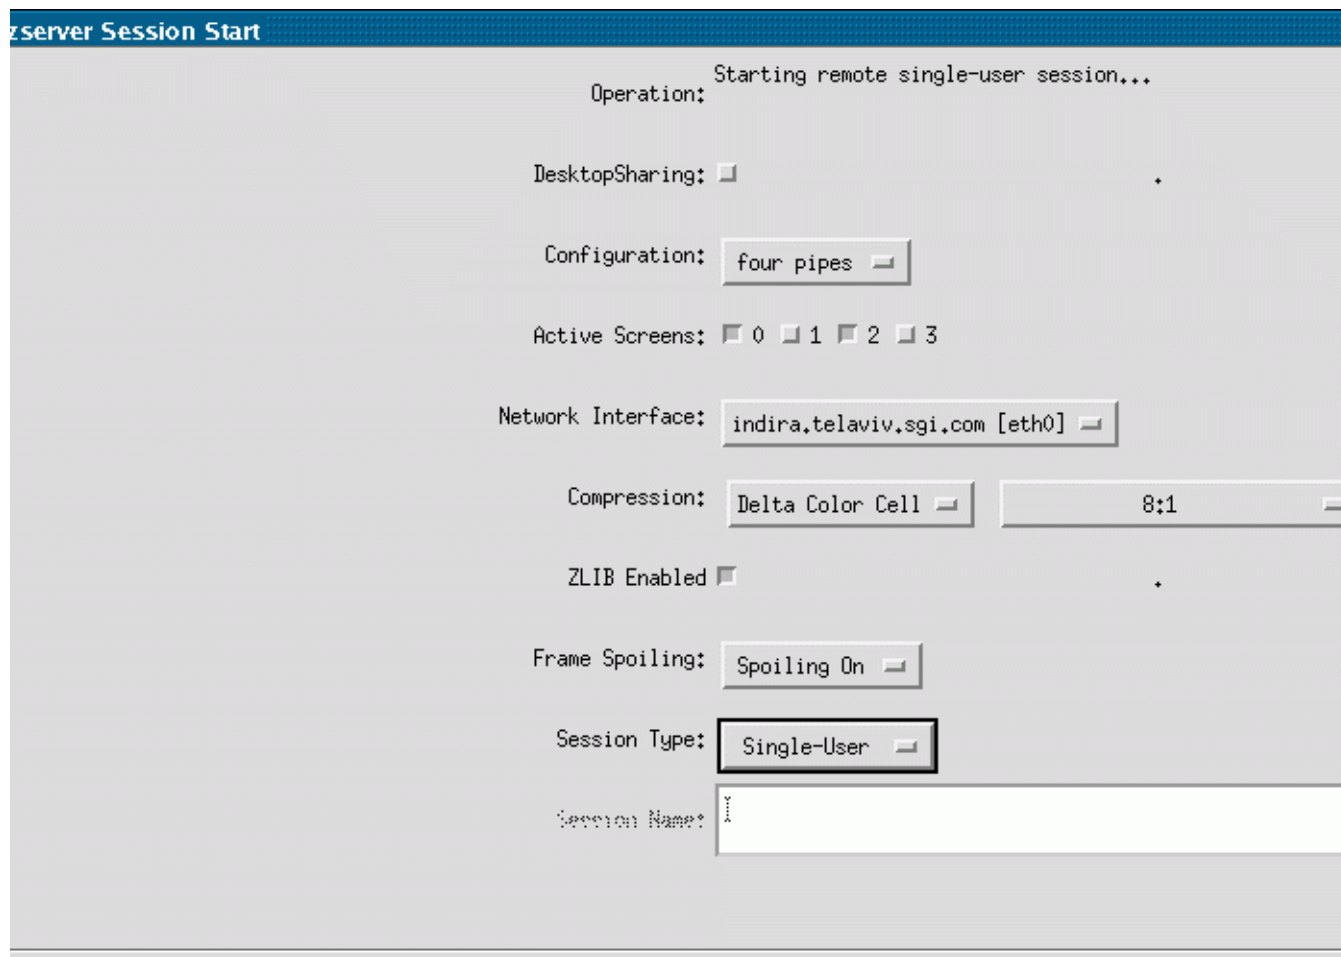 zserver Session Start
Operation: Starting remote single-user session...
DesktopSharing: .
Configuration: four pipes
Active Screens: 0 1 2 3
Network Interface: indira.telaviv.sgi.com [eth0]
Compression: Delta Color Cell 8:1
ZLIB Enabled .
Frame Spoiling: Spoiling On
Session Type: Single-User
Session Name: